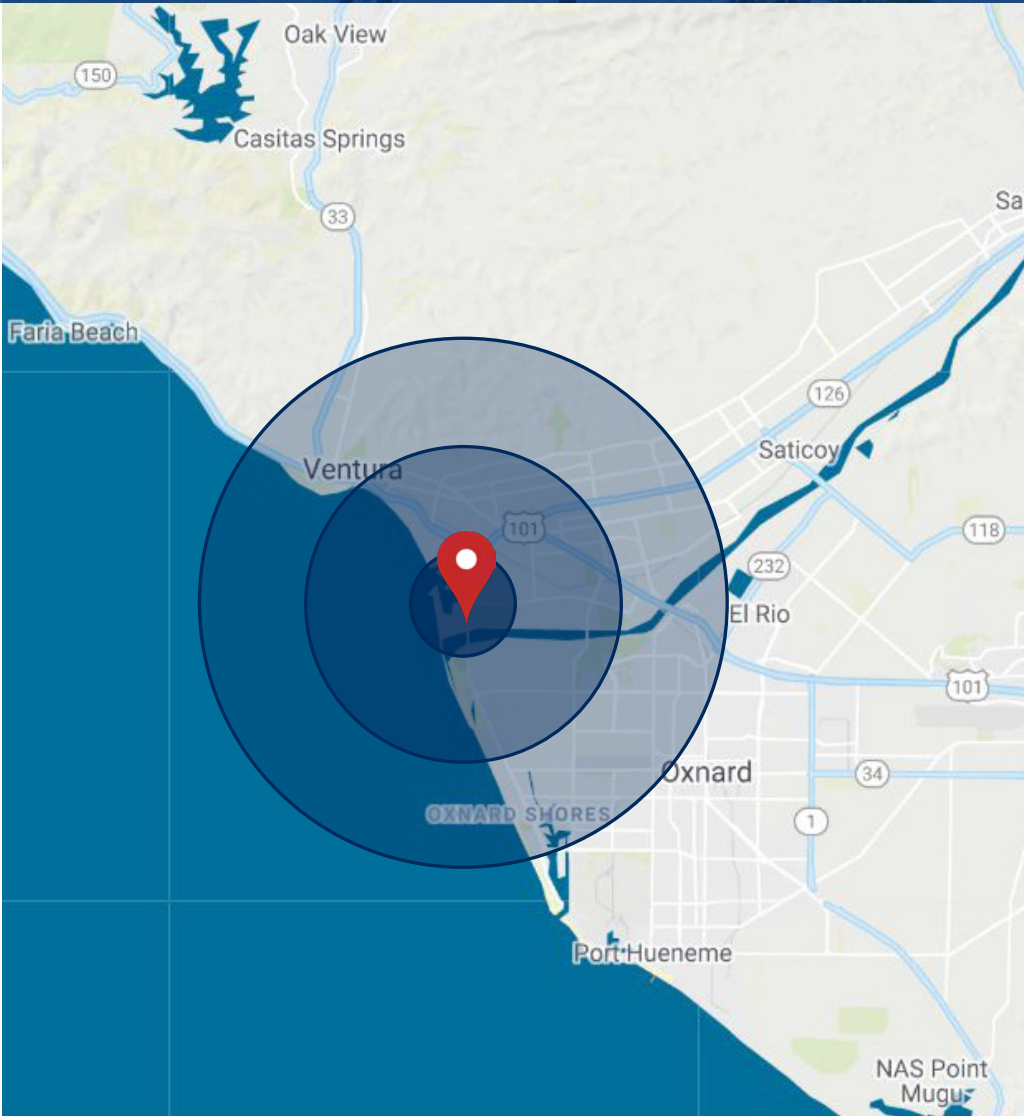 Oak View
150
Casitas Springs
Sa
33
Faria Beach
126
Saticoy
Ventura
101
118
232
El Rio
101
Oxnard
34
OXNARD SHORES
1
Port Hueneme
NAS Point
Mugu